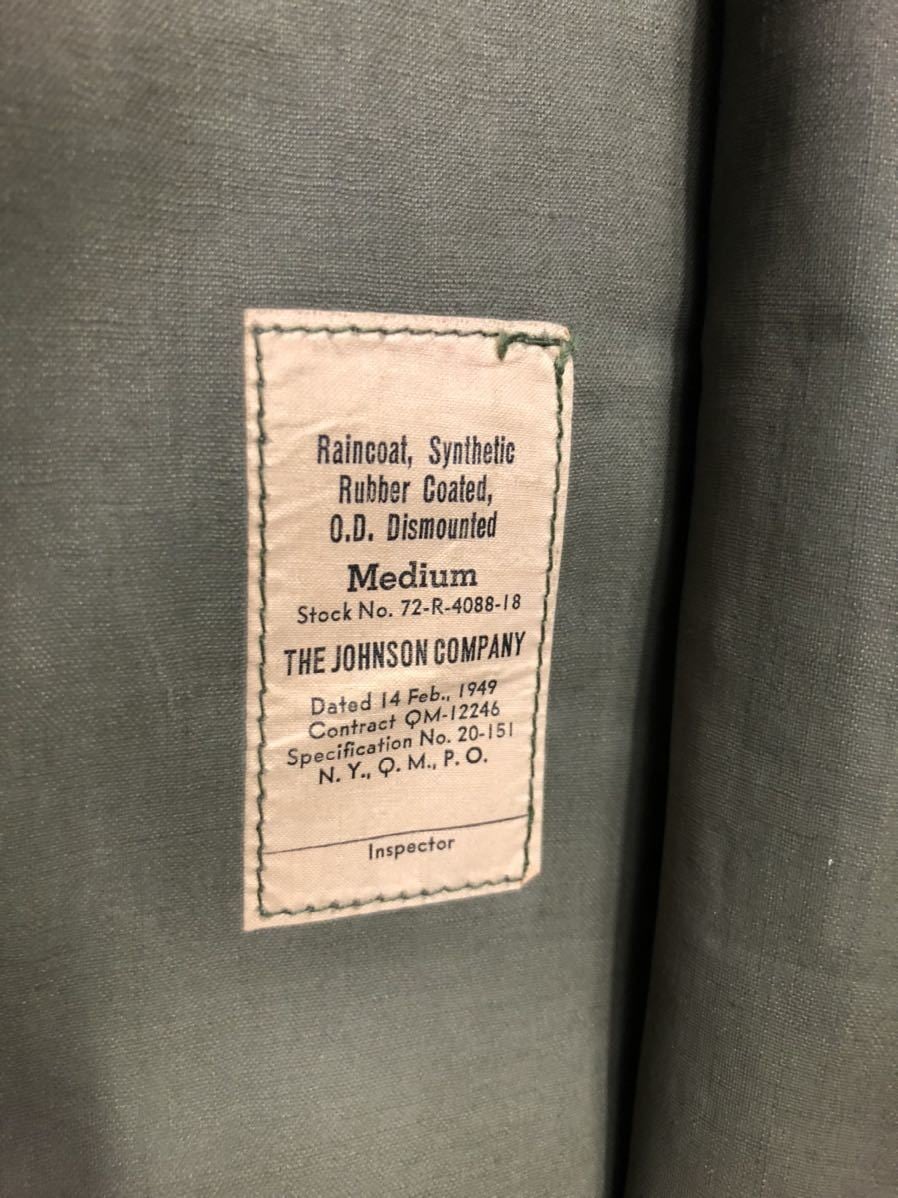 Raincoat, Synthetic
Rubber Coated,
O.D. Dismounted
Medium
Stock No. 72-R-4088-18
THE JOHNSON COMPANY
Dated 14 Feb., 1949
Contract QM-12246
Specification No. 20-151
N. Y., Q. M., P. O.
Inspector